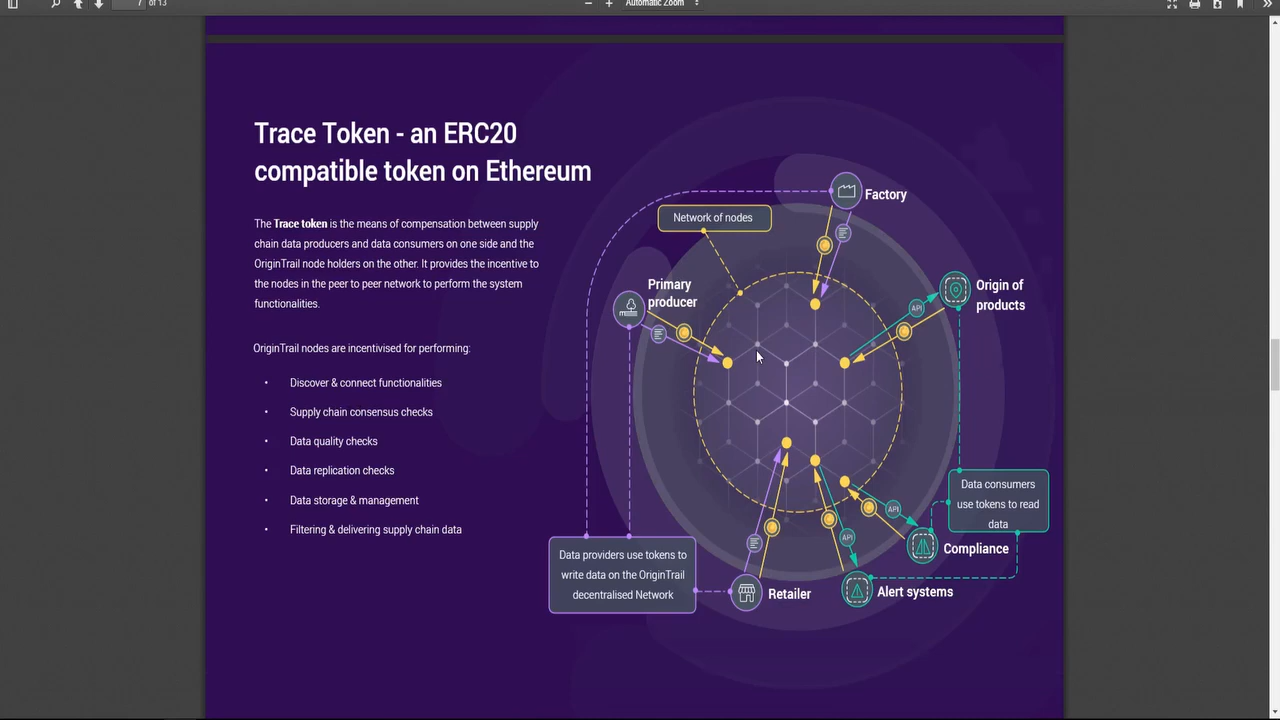 7
of 13
Automatic Zoom
Trace Token - an ERC20
compatible token on Ethereum
The Trace token is the means of compensation between supply
chain data producers and data consumers on one side and the
OriginTrail node holders on the other. It provides the incentive to
the nodes in the peer to peer network to perform the system
functionalities.
OriginTrail nodes are incentivised for performing:
• Discover & connect functionalities
• Supply chain consensus checks
• Data quality checks
• Data replication checks
• Data storage & management
• Filtering & delivering supply chain data
Factory
Network of nodes
Primary
producer
Origin of
products
API
Data consumers
use tokens to read
data
API
API
Compliance
Data providers use tokens to
write data on the OriginTrail
decentralised Network
Retailer
Alert systems